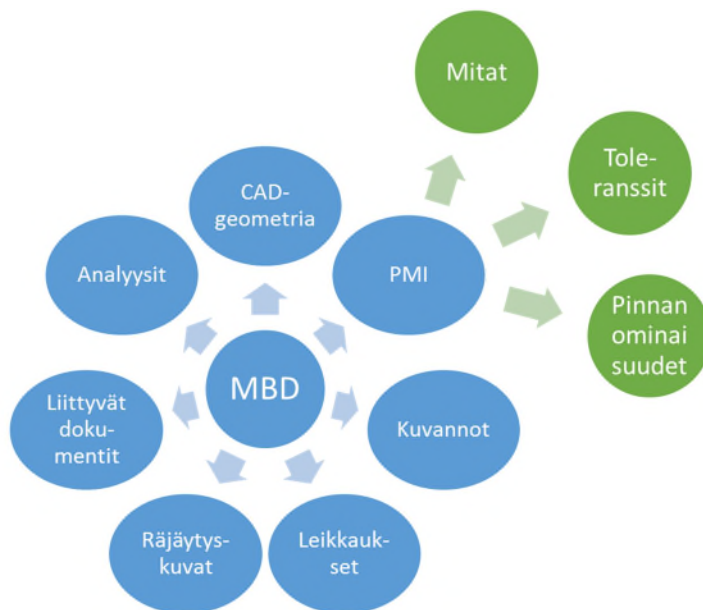 Mitat
Tole-
ranssit
CAD-
geometria
Analyysit
PMI
Pinnan
ominai
suudet
MBD
Liittyvät
doku-
mentit
Kuvannot
Räjäytys-
kuvat
Leikkauk-
set